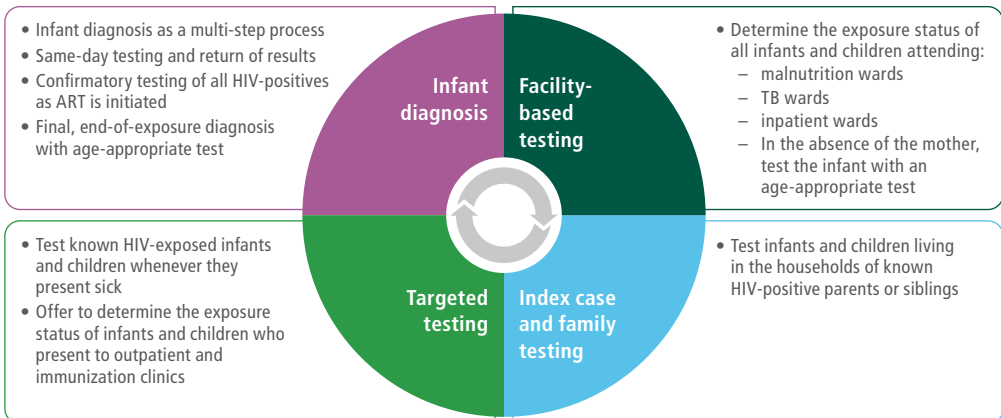 • Infant diagnosis as a multi-step process
• Same-day testing and return of results
• Confirmatory testing of all HIV-positives
as ART is initiated
• Final, end-of-exposure diagnosis
with age-appropriate test
Infant
diagnosis
Facility-
based
testing
• Determine the exposure status of
all infants and children attending:
– malnutrition wards
– TB wards
– inpatient wards
– In the absence of the mother,
test the infant with an
age-appropriate test
• Test known HIV-exposed infants
and children whenever they
present sick
• Offer to determine the exposure
status of infants and children who
present to outpatient and
immunization clinics
Targeted
testing
Index case
and family
testing
• Test infants and children living
in the households of known
HIV-positive parents or siblings